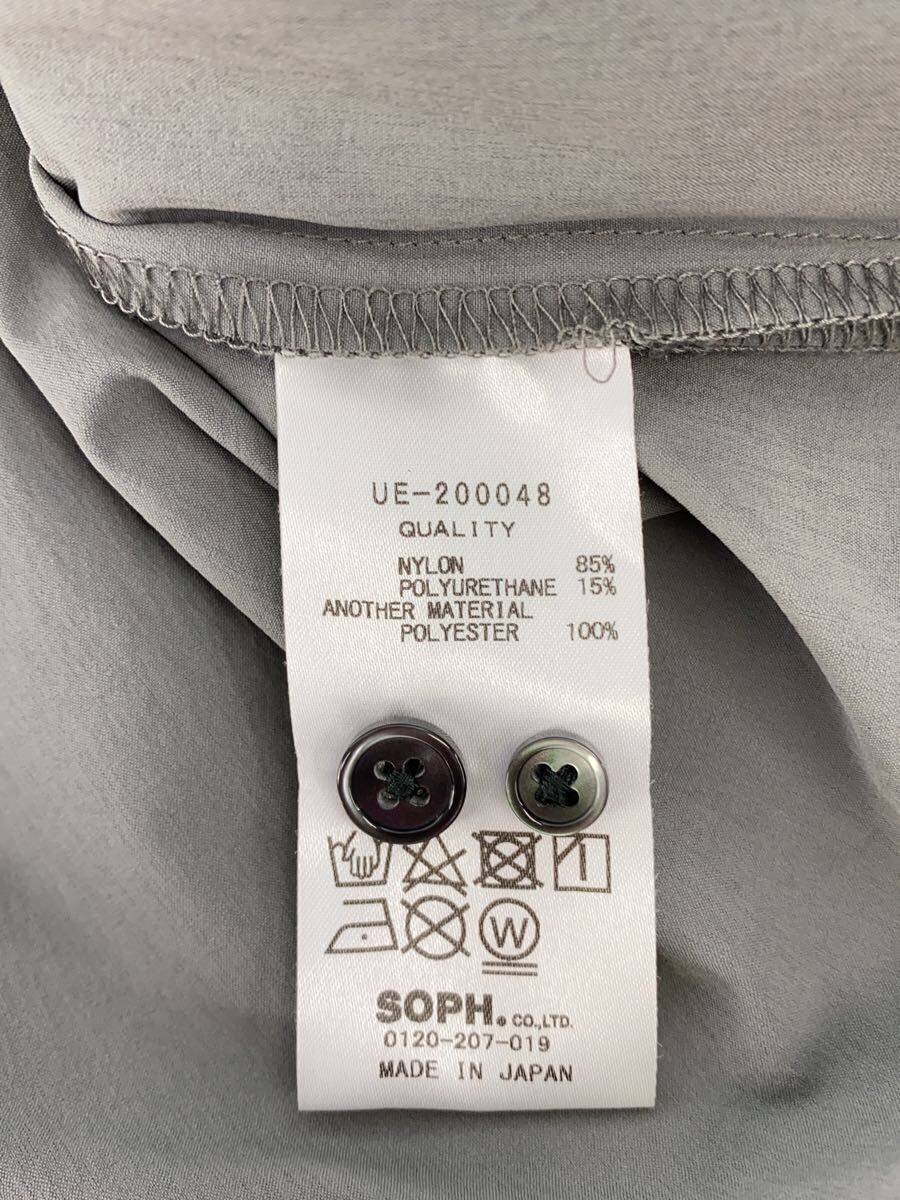 UE-200048
QUALITY
NYLON 85%
POLYURETHANE 15%
ANOTHER MATERIAL
POLYESTER 100%
W
SOPH. CO.,LTD.
0120-207-019
MADE IN JAPAN